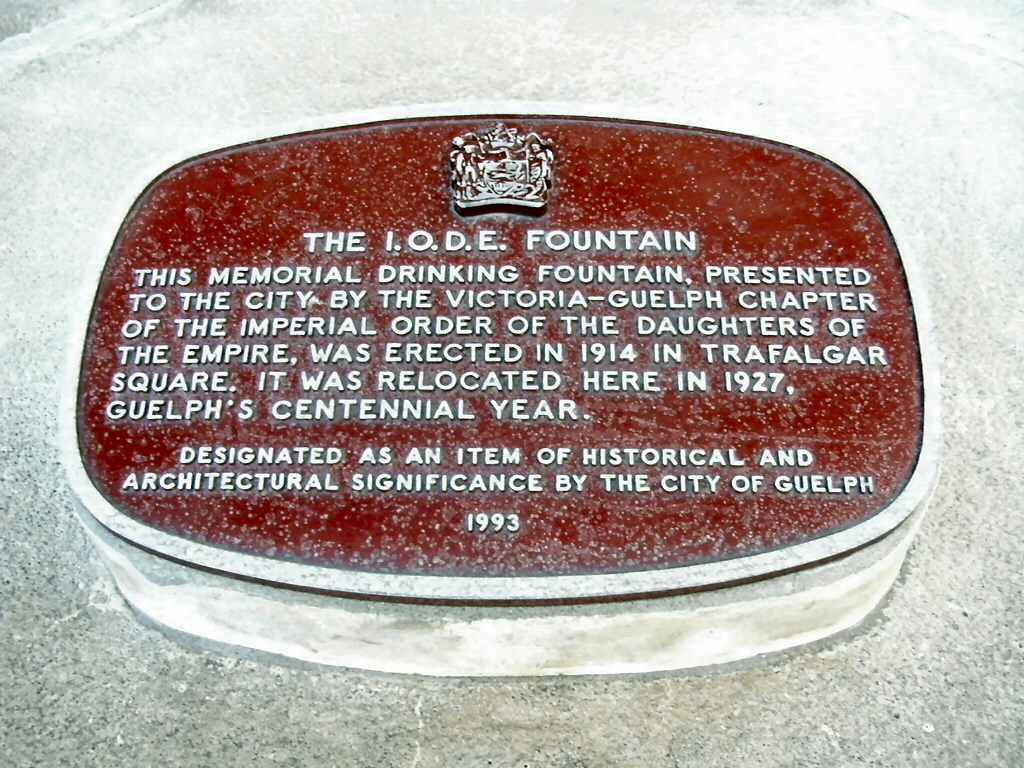 THE I.O.D.E. FOUNTAIN
THIS MEMORIAL DRINKING FOUNTAIN, PRESENTED
TO THE CITY BY THE VICTORIA-GUELPH CHAPTER
OF THE IMPERIAL ORDER OF THE DAUGHTERS OF
THE EMPIRE, WAS ERECTED IN 1914 IN TRAFALGAR
SQUARE. IT WAS RELOCATED HERE IN 1927,
GUELPH'S CENTENNIAL YEAR.
DESIGNATED AS AN ITEM OF HISTORICAL AND
ARCHITECTURAL SIGNIFICANCE BY THE CITY OF GUELPH
1993